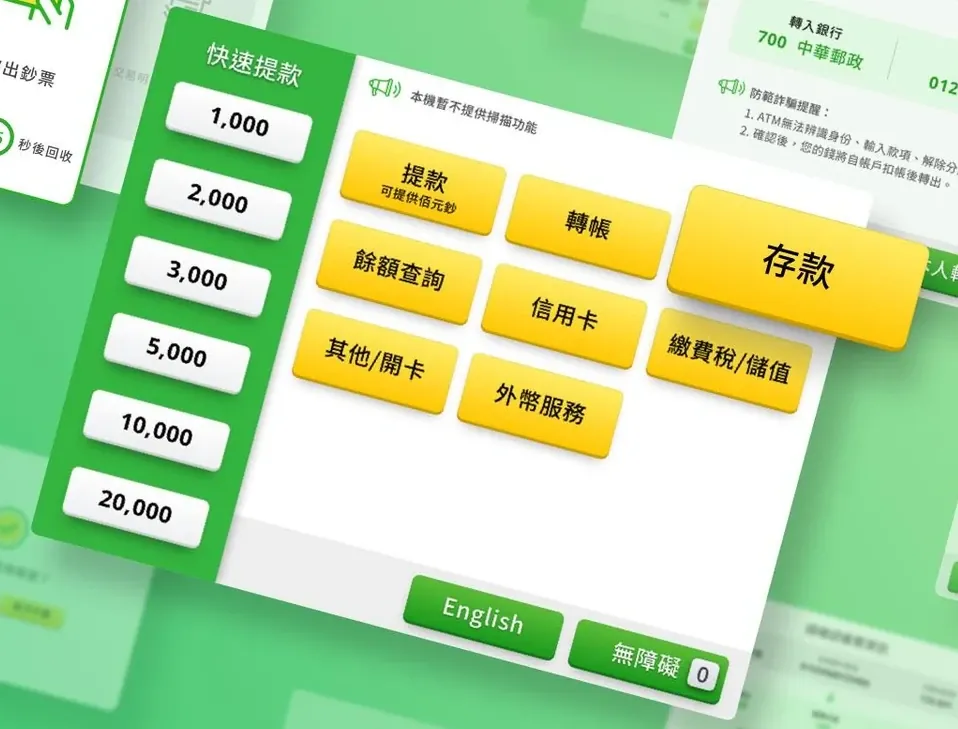 出鈔票
秒後回收
交易明
快速提款
1,000
2,000
3,000
5,000
10,000
20,000
本機暫不提供掃描功能
提款
可提供佰元鈔
轉帳
存款
餘額查詢
信用卡
繳費稅/儲值
其他/開卡
外幣服務
English
無障礙 0
轉入銀行
700 中華郵政
012
防範詐騙提醒：
1. ATM無法辨識身份、輸入款項、解除分
2. 確認後，您的錢將自帳戶扣帳後轉出。
人轉